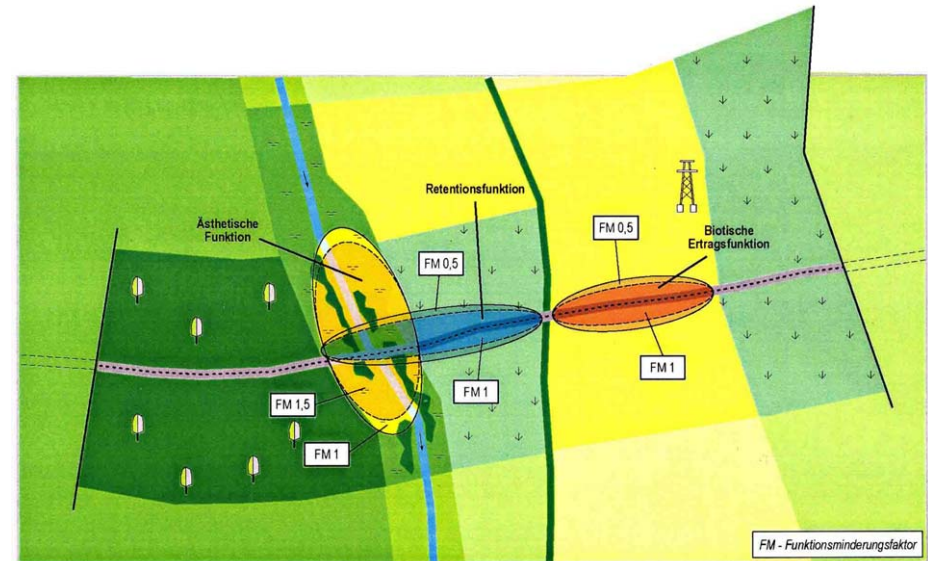 Ästhetische
Funktion
Retentionsfunktion
FM 0,5
FM 0,5
Biotische
Ertragsfunktion
FM 1
FM 1
FM 1,5
FM 1
FM - Funktionsminderungsfaktor